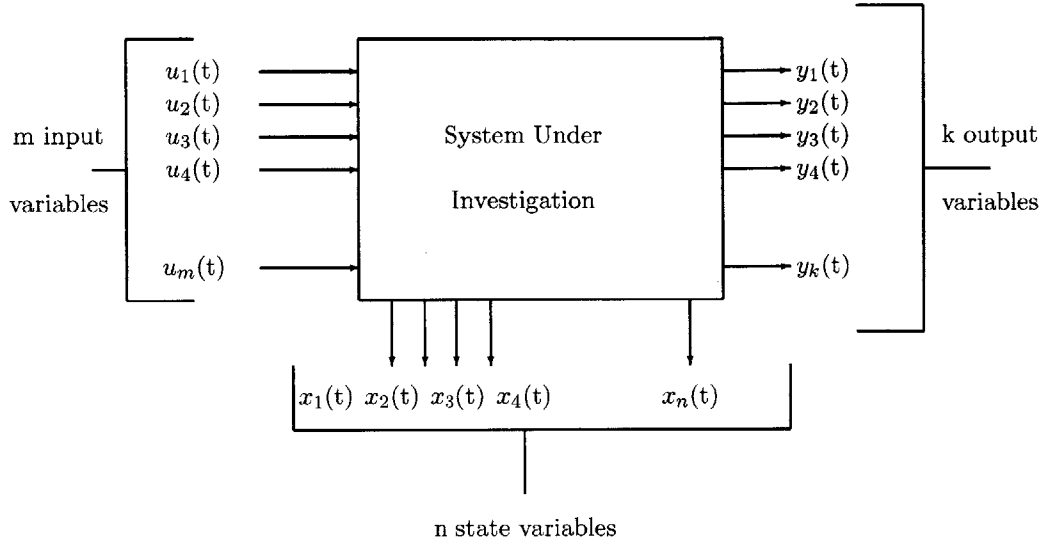 m input
variables
u₁(t)
u₂(t)
u₃(t)
u₄(t)
uₘ(t)
System Under
Investigation
y₁(t)
y₂(t)
y₃(t)
y₄(t)
yₖ(t)
k output
variables
x₁(t) x₂(t) x₃(t) x₄(t) xₙ(t)
n state variables